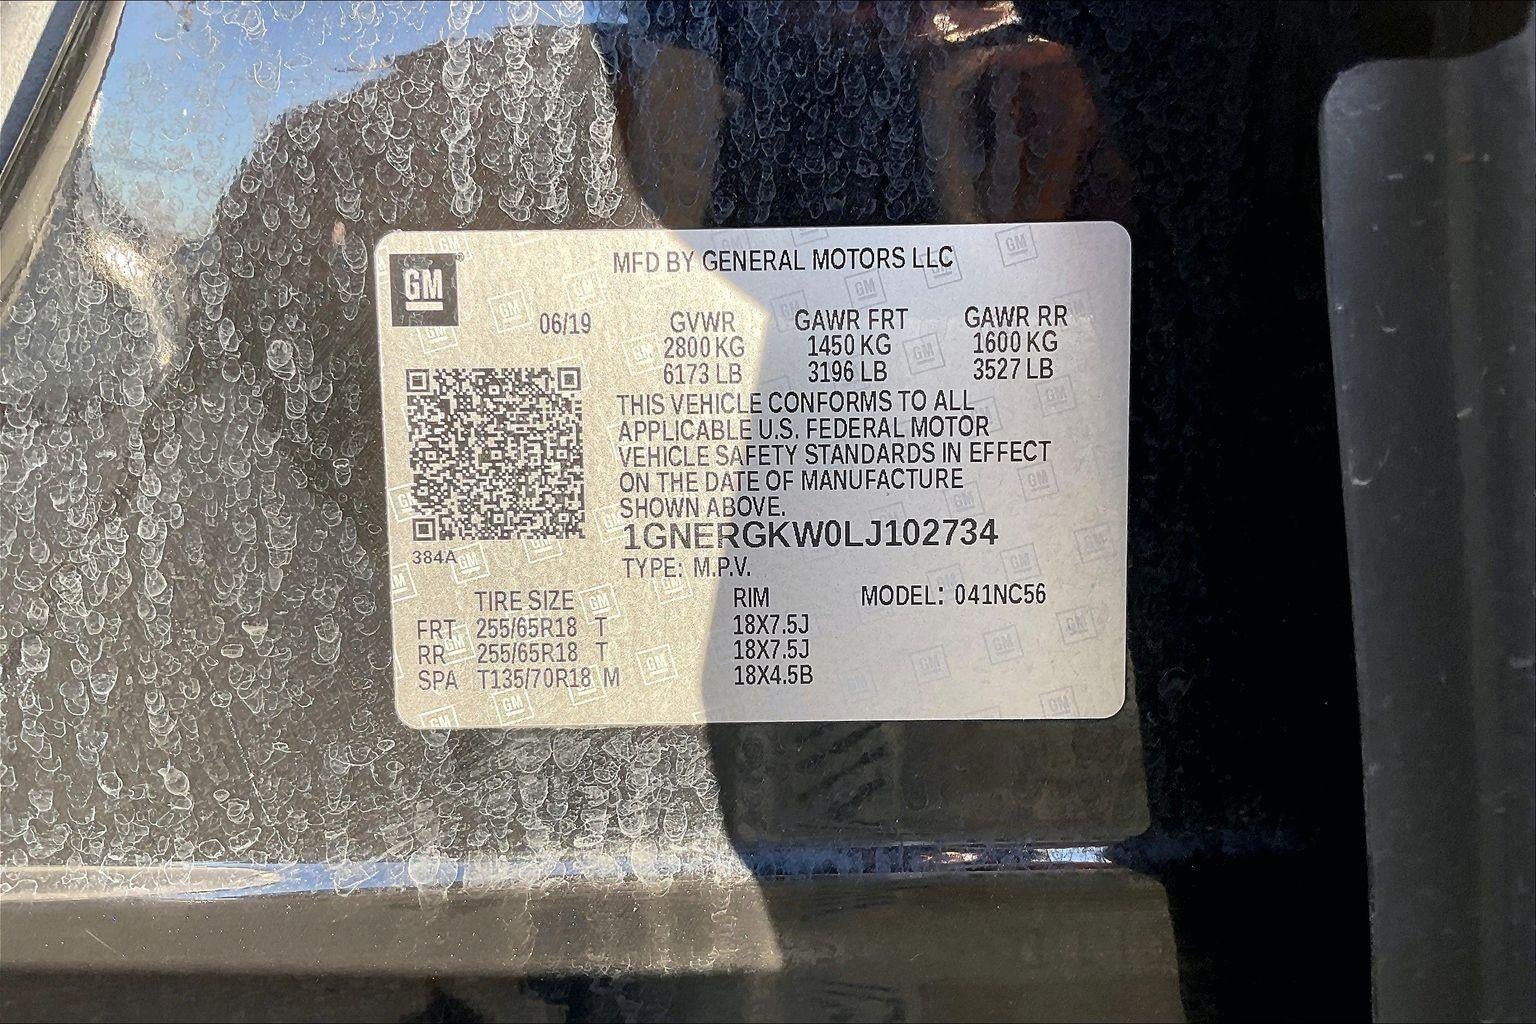 GM
MFD BY GENERAL MOTORS LLC
06/19
GVWR GAWR FRT GAWR RR
2800 KG 1450 KG 1600 KG
6173 LB 3196 LB 3527 LB
THIS VEHICLE CONFORMS TO ALL
APPLICABLE U.S. FEDERAL MOTOR
VEHICLE SAFETY STANDARDS IN EFFECT
ON THE DATE OF MANUFACTURE
SHOWN ABOVE.
1GNERGKW0LJ102734
384A
TYPE: M.P.V.
TIRE SIZE RIM MODEL: 041NC56
FRT 255/65R18 T 18X7.5J
RR 255/65R18 T 18X7.5J
SPA T135/70R18 M 18X4.5B